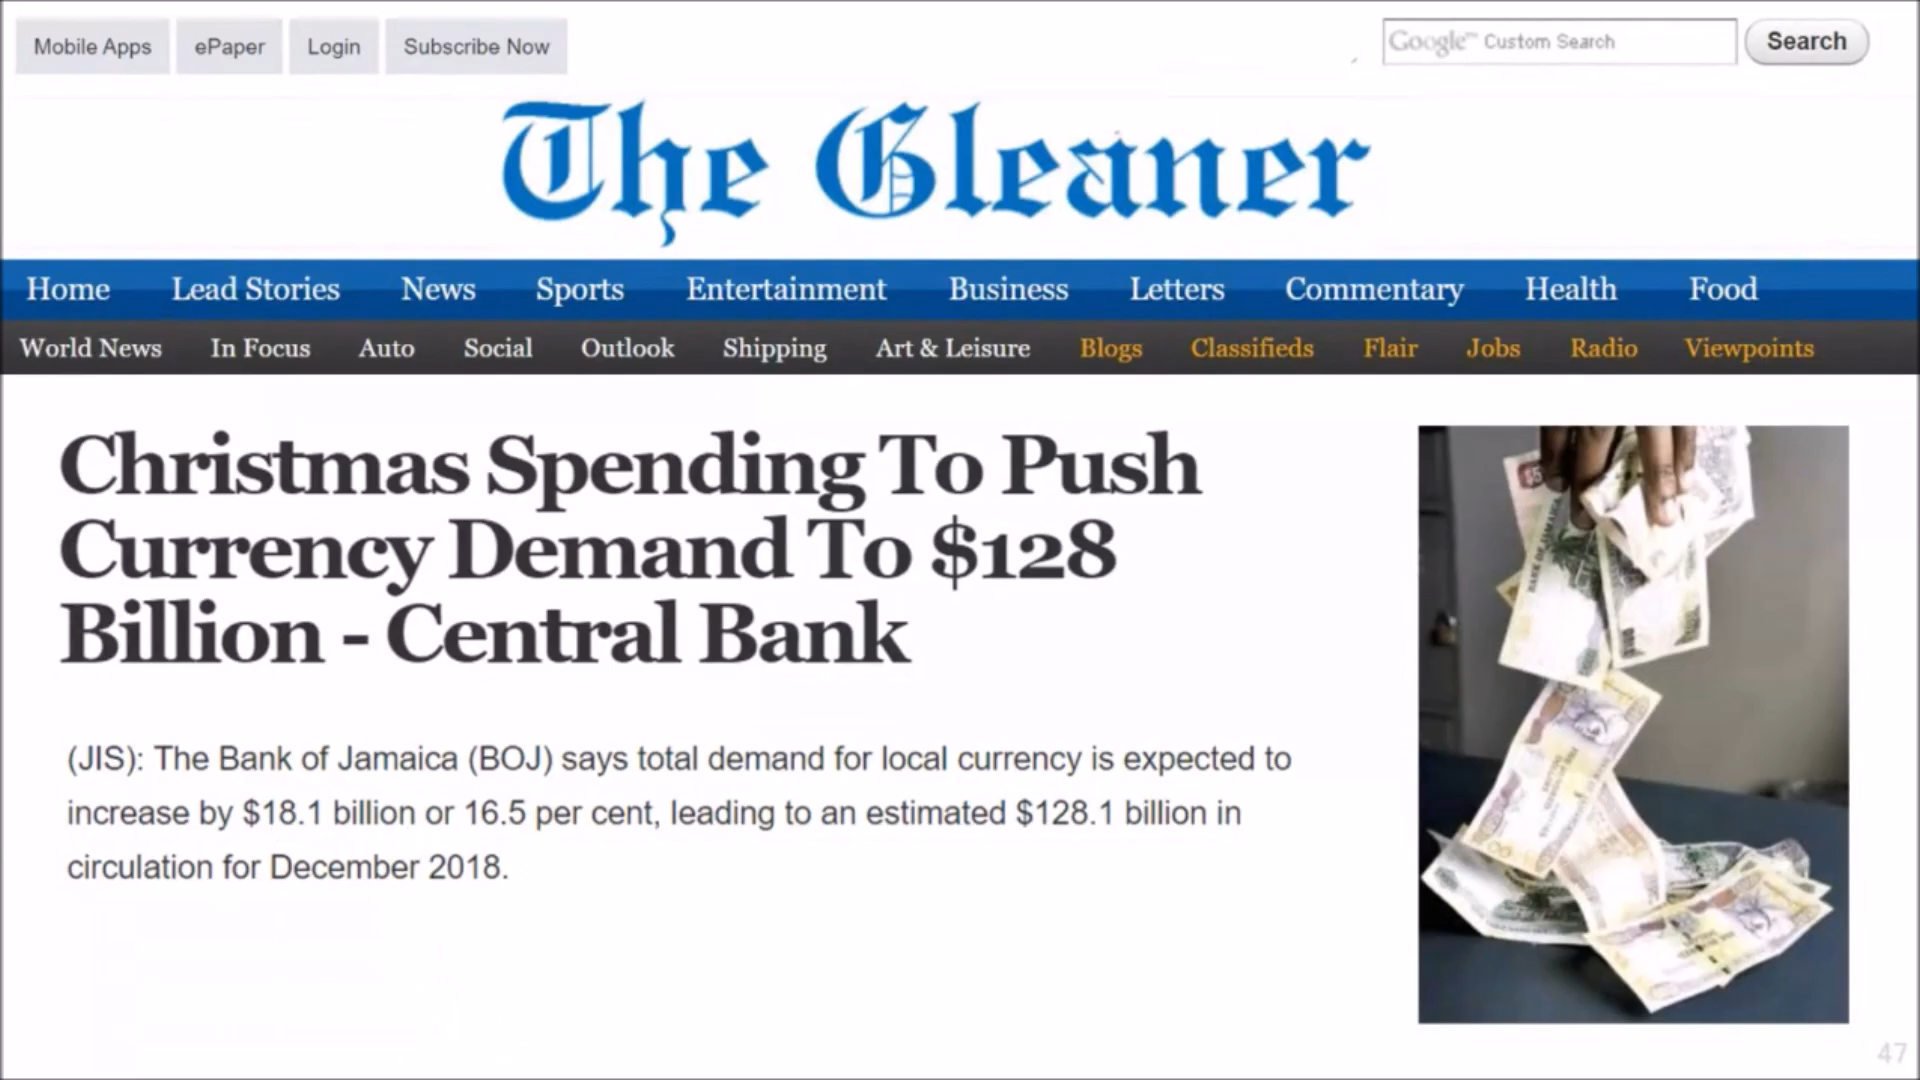 Mobile Apps ePaper Login Subscribe Now
Google™ Custom Search Search
The Gleaner
Home Lead Stories News Sports Entertainment Business Letters Commentary Health Food
World News In Focus Auto Social Outlook Shipping Art & Leisure Blogs Classifieds Flair Jobs Radio Viewpoints
Christmas Spending To Push
Currency Demand To $128
Billion - Central Bank
(JIS): The Bank of Jamaica (BOJ) says total demand for local currency is expected to
increase by $18.1 billion or 16.5 per cent, leading to an estimated $128.1 billion in
circulation for December 2018.
47